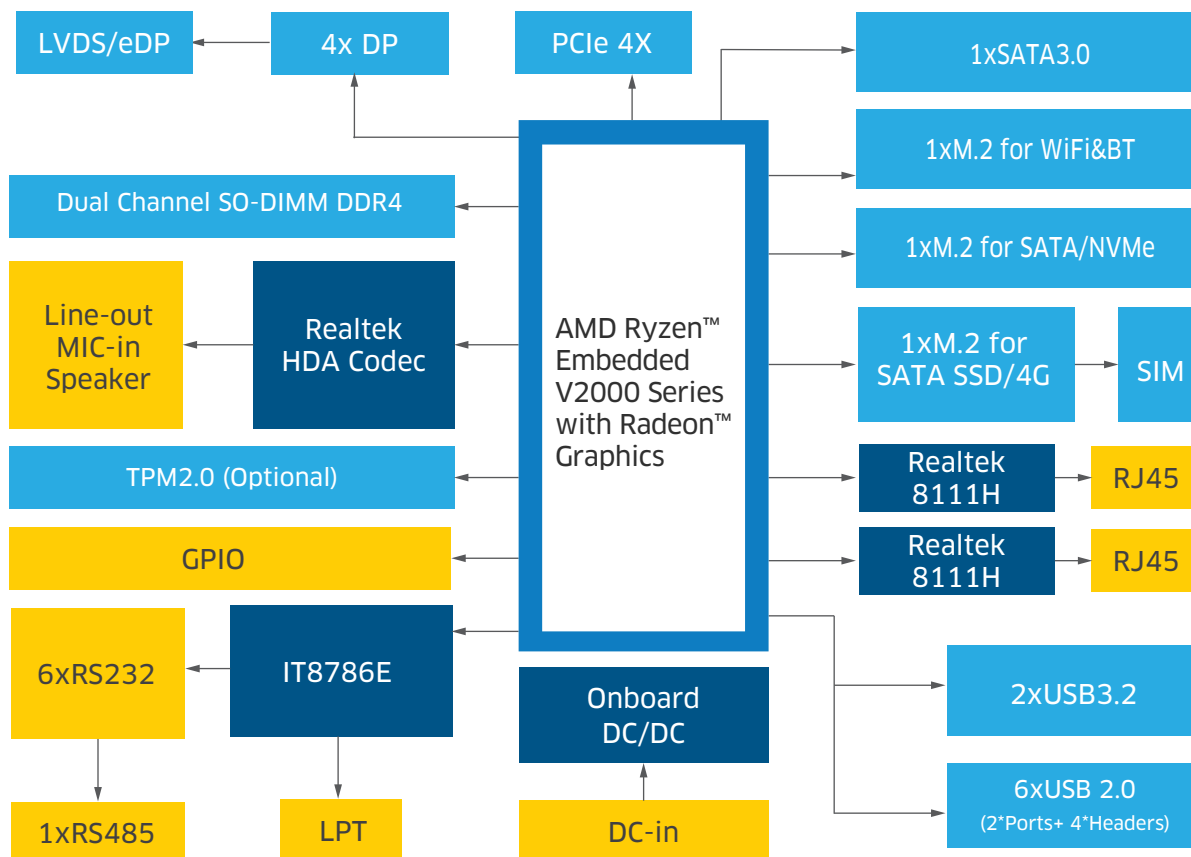 LVDS/eDP
4x DP
PCIe 4X
1xSATA3.0
1xM.2 for WiFi&BT
Dual Channel SO-DIMM DDR4
1xM.2 for SATA/NVMe
Line-out
MIC-in
Speaker
Realtek
HDA Codec
AMD Ryzen™
Embedded
V2000 Series
with Radeon™
Graphics
1xM.2 for
SATA SSD/4G
SIM
TPM2.0 (Optional)
Realtek
8111H
RJ45
GPIO
Realtek
8111H
RJ45
6xRS232
IT8786E
Onboard
DC/DC
2xUSB3.2
1xRS485
LPT
DC-in
6xUSB 2.0
(2*Ports+ 4*Headers)